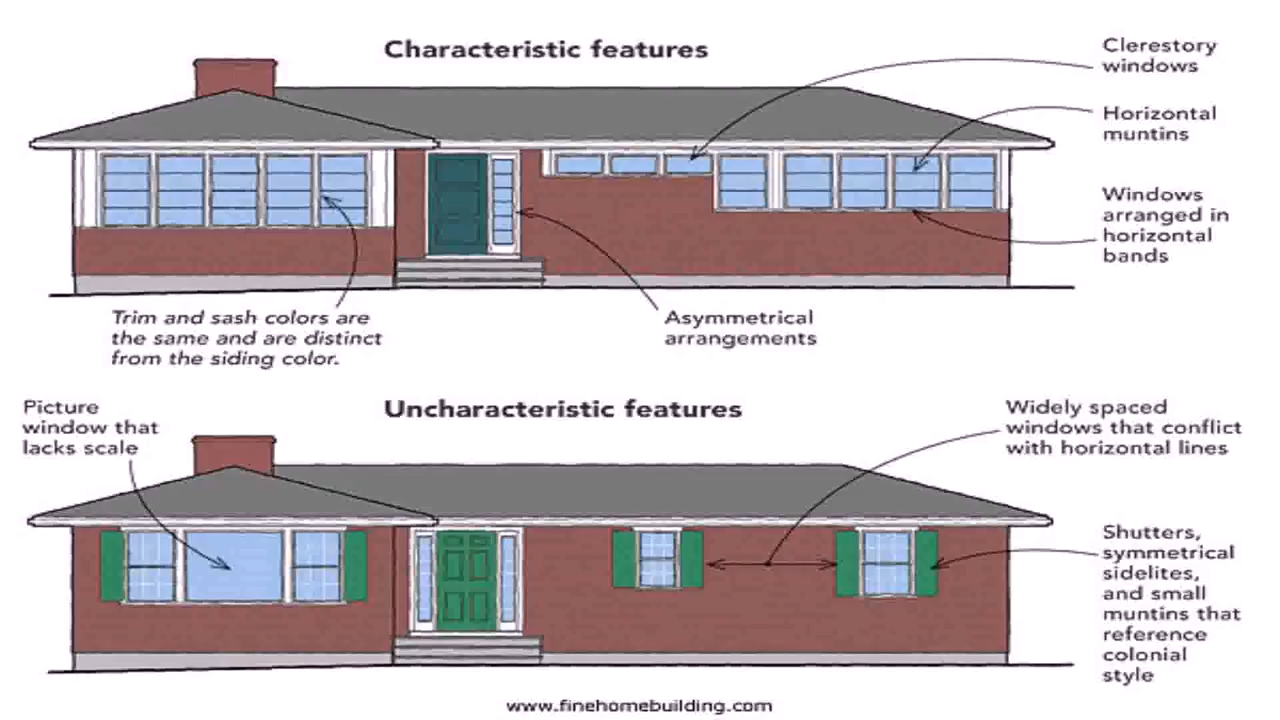 Characteristic features
Clerestory
windows
Horizontal
muntins
Windows
arranged in
horizontal
bands
Trim and sash colors are
the same and are distinct
from the siding color.
Asymmetrical
arrangements
Picture
window that
lacks scale
Uncharacteristic features
Widely spaced
windows that conflict
with horizontal lines
Shutters,
symmetrical
sidelites,
and small
muntins that
reference
colonial
style
www.finehomebuilding.com